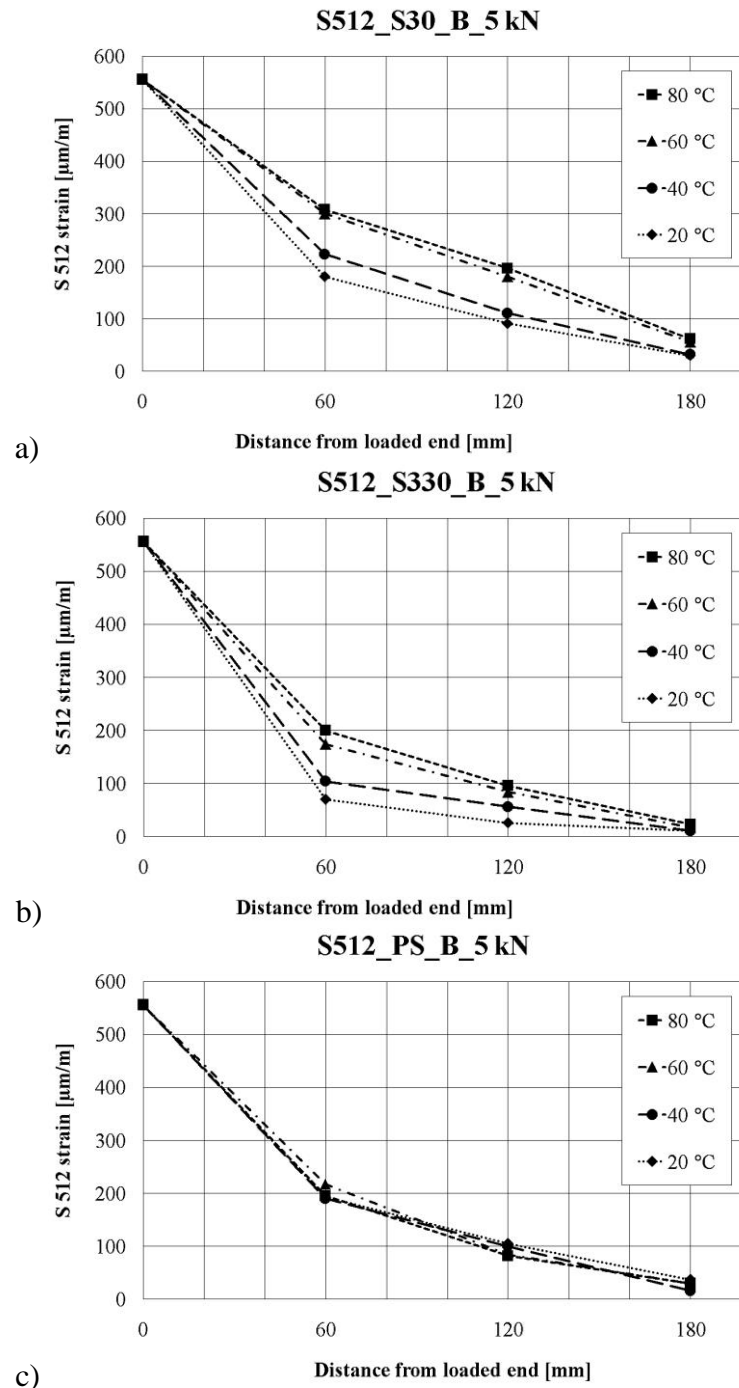 S512_S30_B_5 kN
600
500
400
300
200
100
0
S 512 strain [µm/m]
80 °C
60 °C
40 °C
20 °C
0 60 120 180
Distance from loaded end [mm]
a)
S512_S330_B_5 kN
600
500
400
300
200
100
0
S 512 strain [µm/m]
80 °C
60 °C
40 °C
20 °C
0 60 120 180
Distance from loaded end [mm]
b)
S512_PS_B_5 kN
600
500
400
300
200
100
0
S 512 strain [µm/m]
80 °C
60 °C
40 °C
20 °C
0 60 120 180
Distance from loaded end [mm]
c)